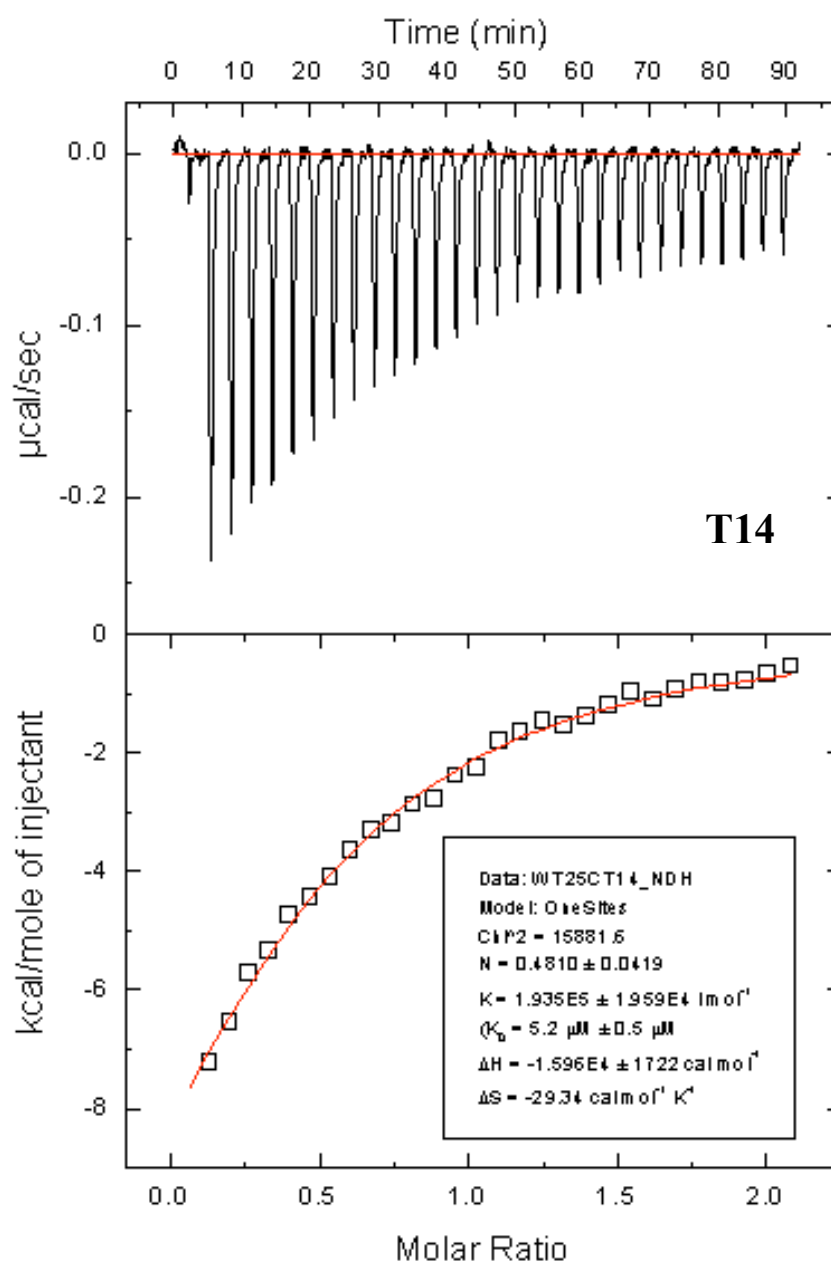 Time (min)
0 10 20 30 40 50 60 70 80 90
0.0
-0.1
-0.2
µcal/sec
T14
0
-2
-4
-6
-8
kcal/mole of injectant
Data: WT25CT14_NDH
Model: OneSites
Chi^2 = 15881.6
N = 0.4810 ± 0.0419
K = 1.935E5 ± 1.959E4 lmol⁻¹
(K_D = 5.2 µM ± 0.5 µM
ΔH = -1.596E4 ± 1722 calmol⁻¹
ΔS = -29.34 calmol⁻¹ K⁻¹
0.0 0.5 1.0 1.5 2.0
Molar Ratio